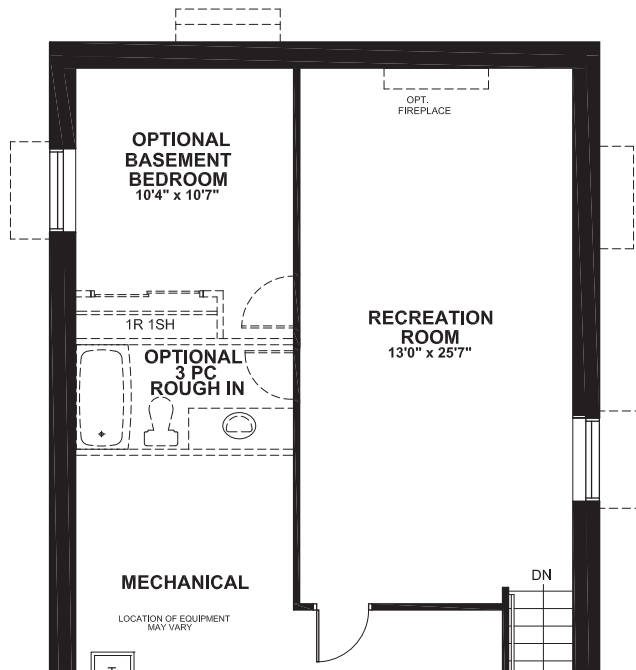 OPT.
FIREPLACE
OPTIONAL
BASEMENT
BEDROOM
10'4" x 10'7"
1R 1SH
RECREATION
ROOM
13'0" x 25'7"
OPTIONAL
3 PC
ROUGH IN
DN
MECHANICAL
LOCATION OF EQUIPMENT
MAY VARY